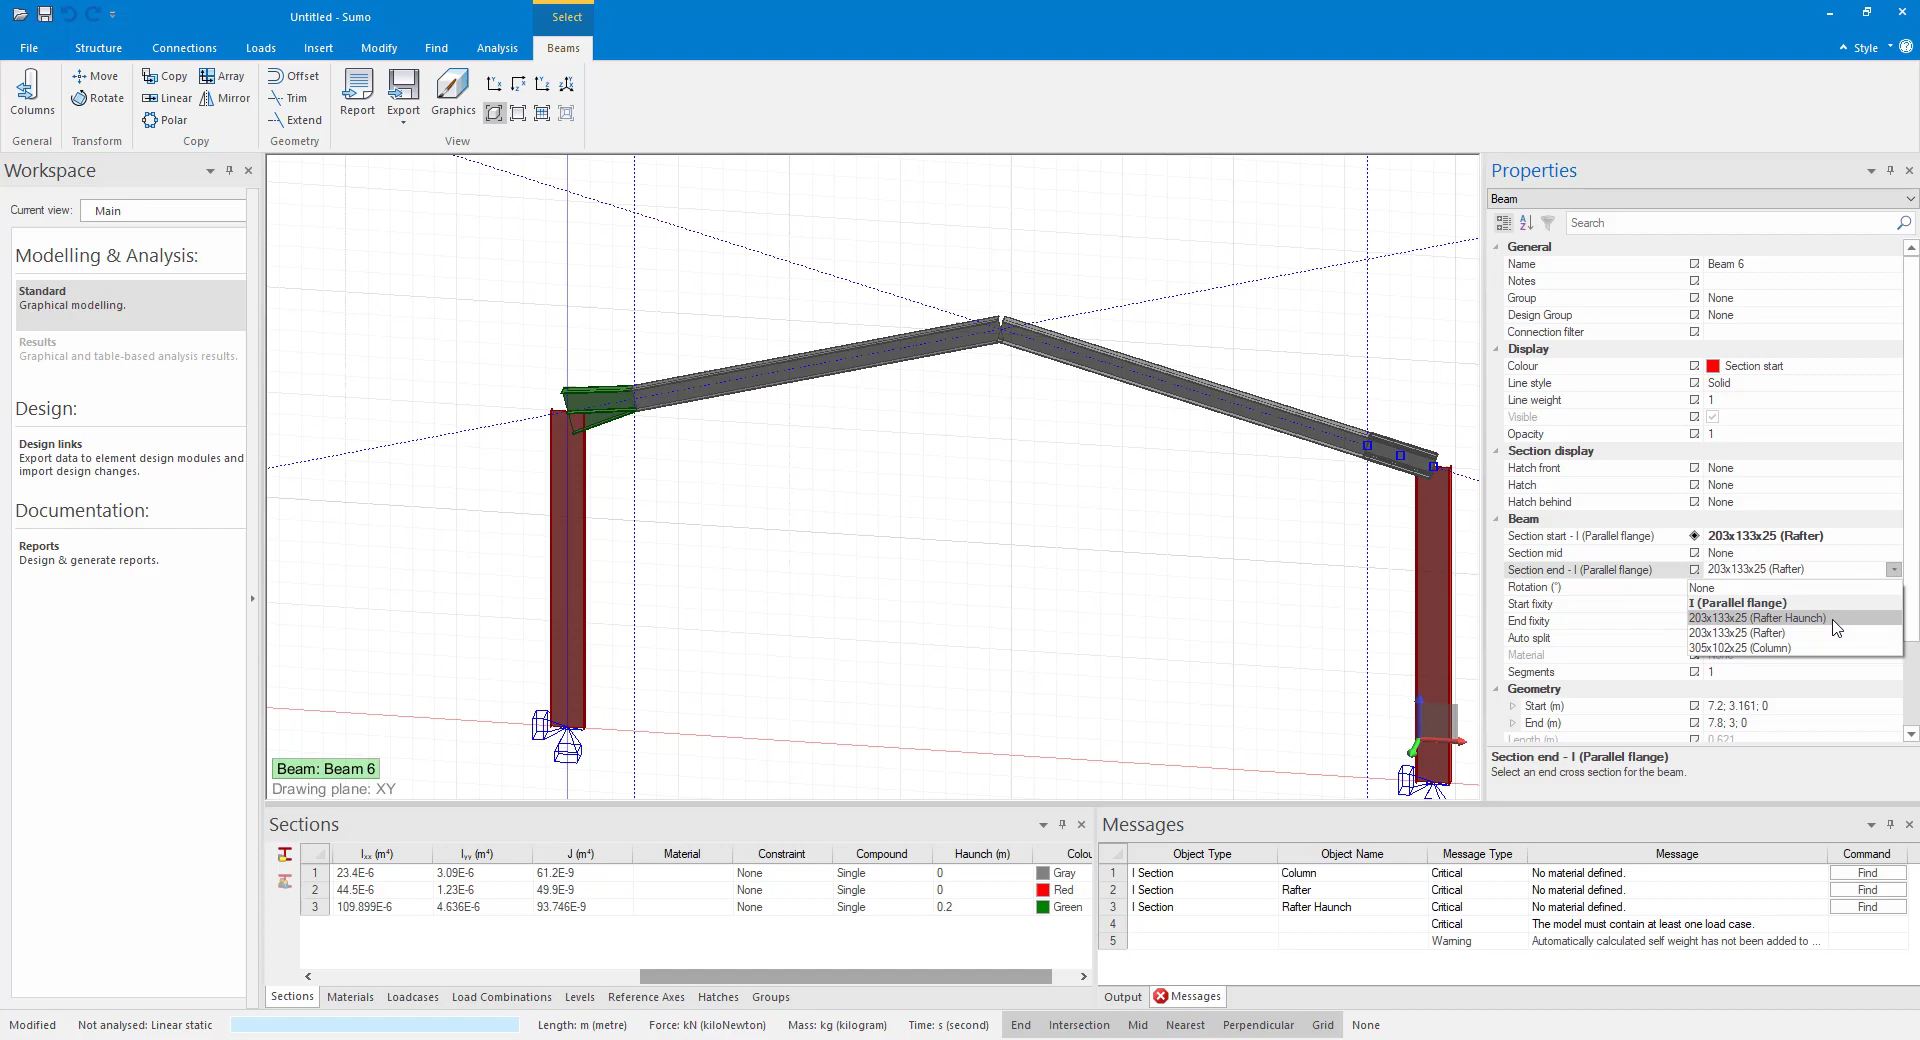 Untitled - Sumo
Select
File
Structure
Connections
Loads
Insert
Modify
Find
Analysis
Beams
Style
Columns
General
Move
Rotate
Transform
Copy
Array
Linear
Mirror
Polar
Copy
Offset
Trim
Extend
Geometry
Report
Export
Graphics
View
Workspace
Current view:
Main
Modelling & Analysis:
Standard
Graphical modelling.
Results
Graphical and table-based analysis results.
Design:
Design links
Export data to element design modules and
import design changes.
Documentation:
Reports
Design & generate reports.
Beam: Beam 6
Drawing plane: XY
Properties
Beam
Search
General
Name Beam 6
Notes
Group None
Design Group None
Connection filter
Display
Colour Section start
Line style Solid
Line weight 1
Visible
Opacity 1
Section display
Hatch front None
Hatch None
Hatch behind None
Beam
Section start - I (Parallel flange) 203x133x25 (Rafter)
Section mid None
Section end - I (Parallel flange) 203x133x25 (Rafter)
Rotation (°)
None
Start fixity
I (Parallel flange)
End fixity
203x133x25 (Rafter Haunch)
Auto split
203x133x25 (Rafter)
Material
305x102x25 (Column)
Segments 1
Geometry
Start (m) 7.2; 3.161; 0
End (m) 7.8; 3; 0
Length (m) 0.621
Section end - I (Parallel flange)
Select an end cross section for the beam.
Sections
Ixx (m⁴) Iyy (m⁴) J (m⁴) Material Constraint Compound Haunch (m) Colou
1 23.4E-6 3.09E-6 61.2E-9 None Single 0 Gray
2 44.5E-6 1.23E-6 49.9E-9 None Single 0 Red
3 109.899E-6 4.636E-6 93.746E-9 None Single 0.2 Green
Sections Materials Loadcases Load Combinations Levels Reference Axes Hatches Groups
Messages
Object Type Object Name Message Type Message Command
1 I Section Column Critical No material defined. Find
2 I Section Rafter Critical No material defined. Find
3 I Section Rafter Haunch Critical No material defined. Find
4 Critical The model must contain at least one load case.
5 Warning Automatically calculated self weight has not been added to ...
Output Messages
Modified Not analysed: Linear static Length: m (metre) Force: kN (kiloNewton) Mass: kg (kilogram) Time: s (second) End Intersection Mid Nearest Perpendicular Grid None